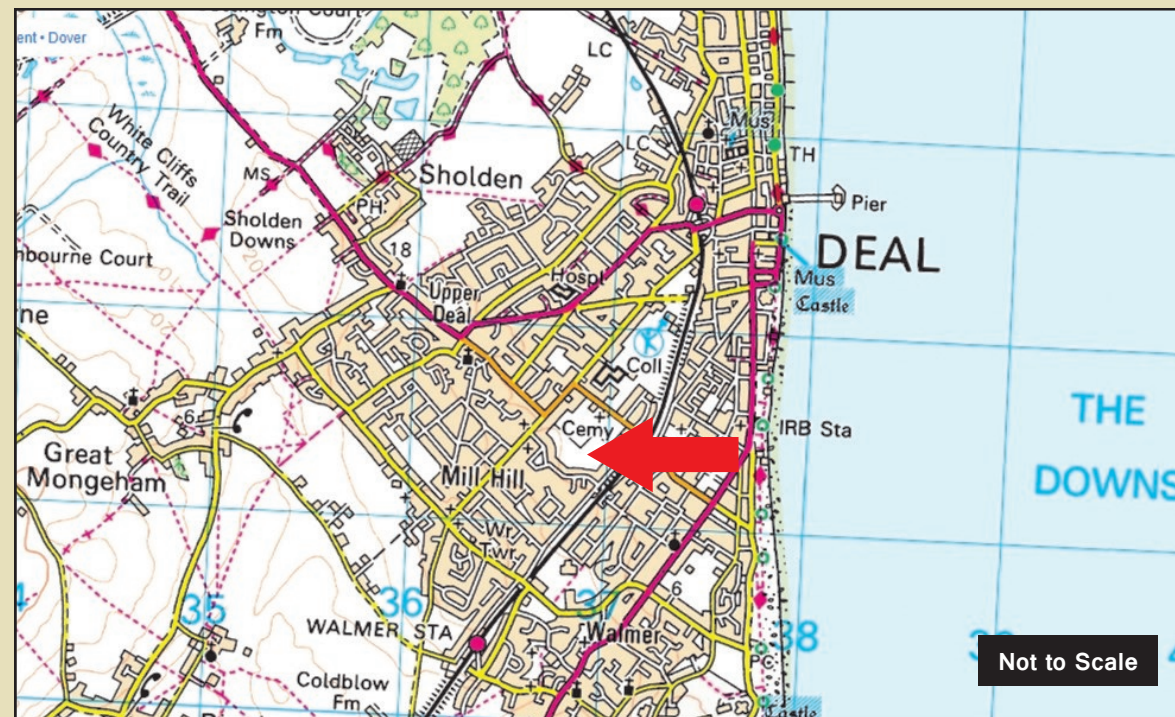 Fm
ent • Dover
LC
White Cliffs
Country Trail
Mus
LC
TH
MS
Sholden
PH
Pier
Sholden
Downs
18
DEAL
nbourne Court
Hospl
Mus
Castle
Upper
Deal
ne
Coll
THE
DOWNS
6
Cemy
IRB Sta
Great
Mongeham
Mill Hill
Wr
Twr
6
35
36
37
38
WALMER STA
Walmer
Not to Scale
PC
Coldblow
Fm
Castle